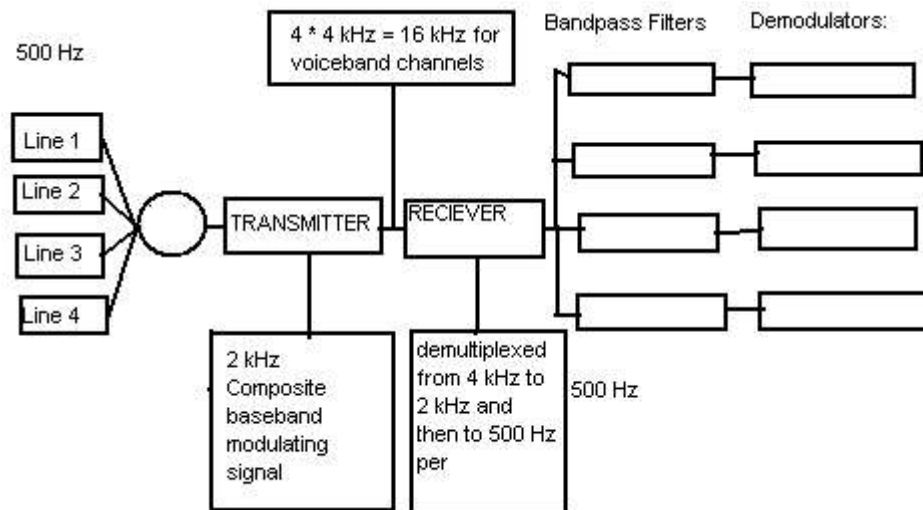 500 Hz
4 * 4 kHz = 16 kHz for
voiceband channels
Bandpass Filters
Demodulators:
Line 1
Line 2
Line 3
Line 4
TRANSMITTER
RECIEVER
2 kHz
Composite
baseband
modulating
signal
demultiplexed
from 4 kHz to
2 kHz and
then to 500 Hz
per
500 Hz